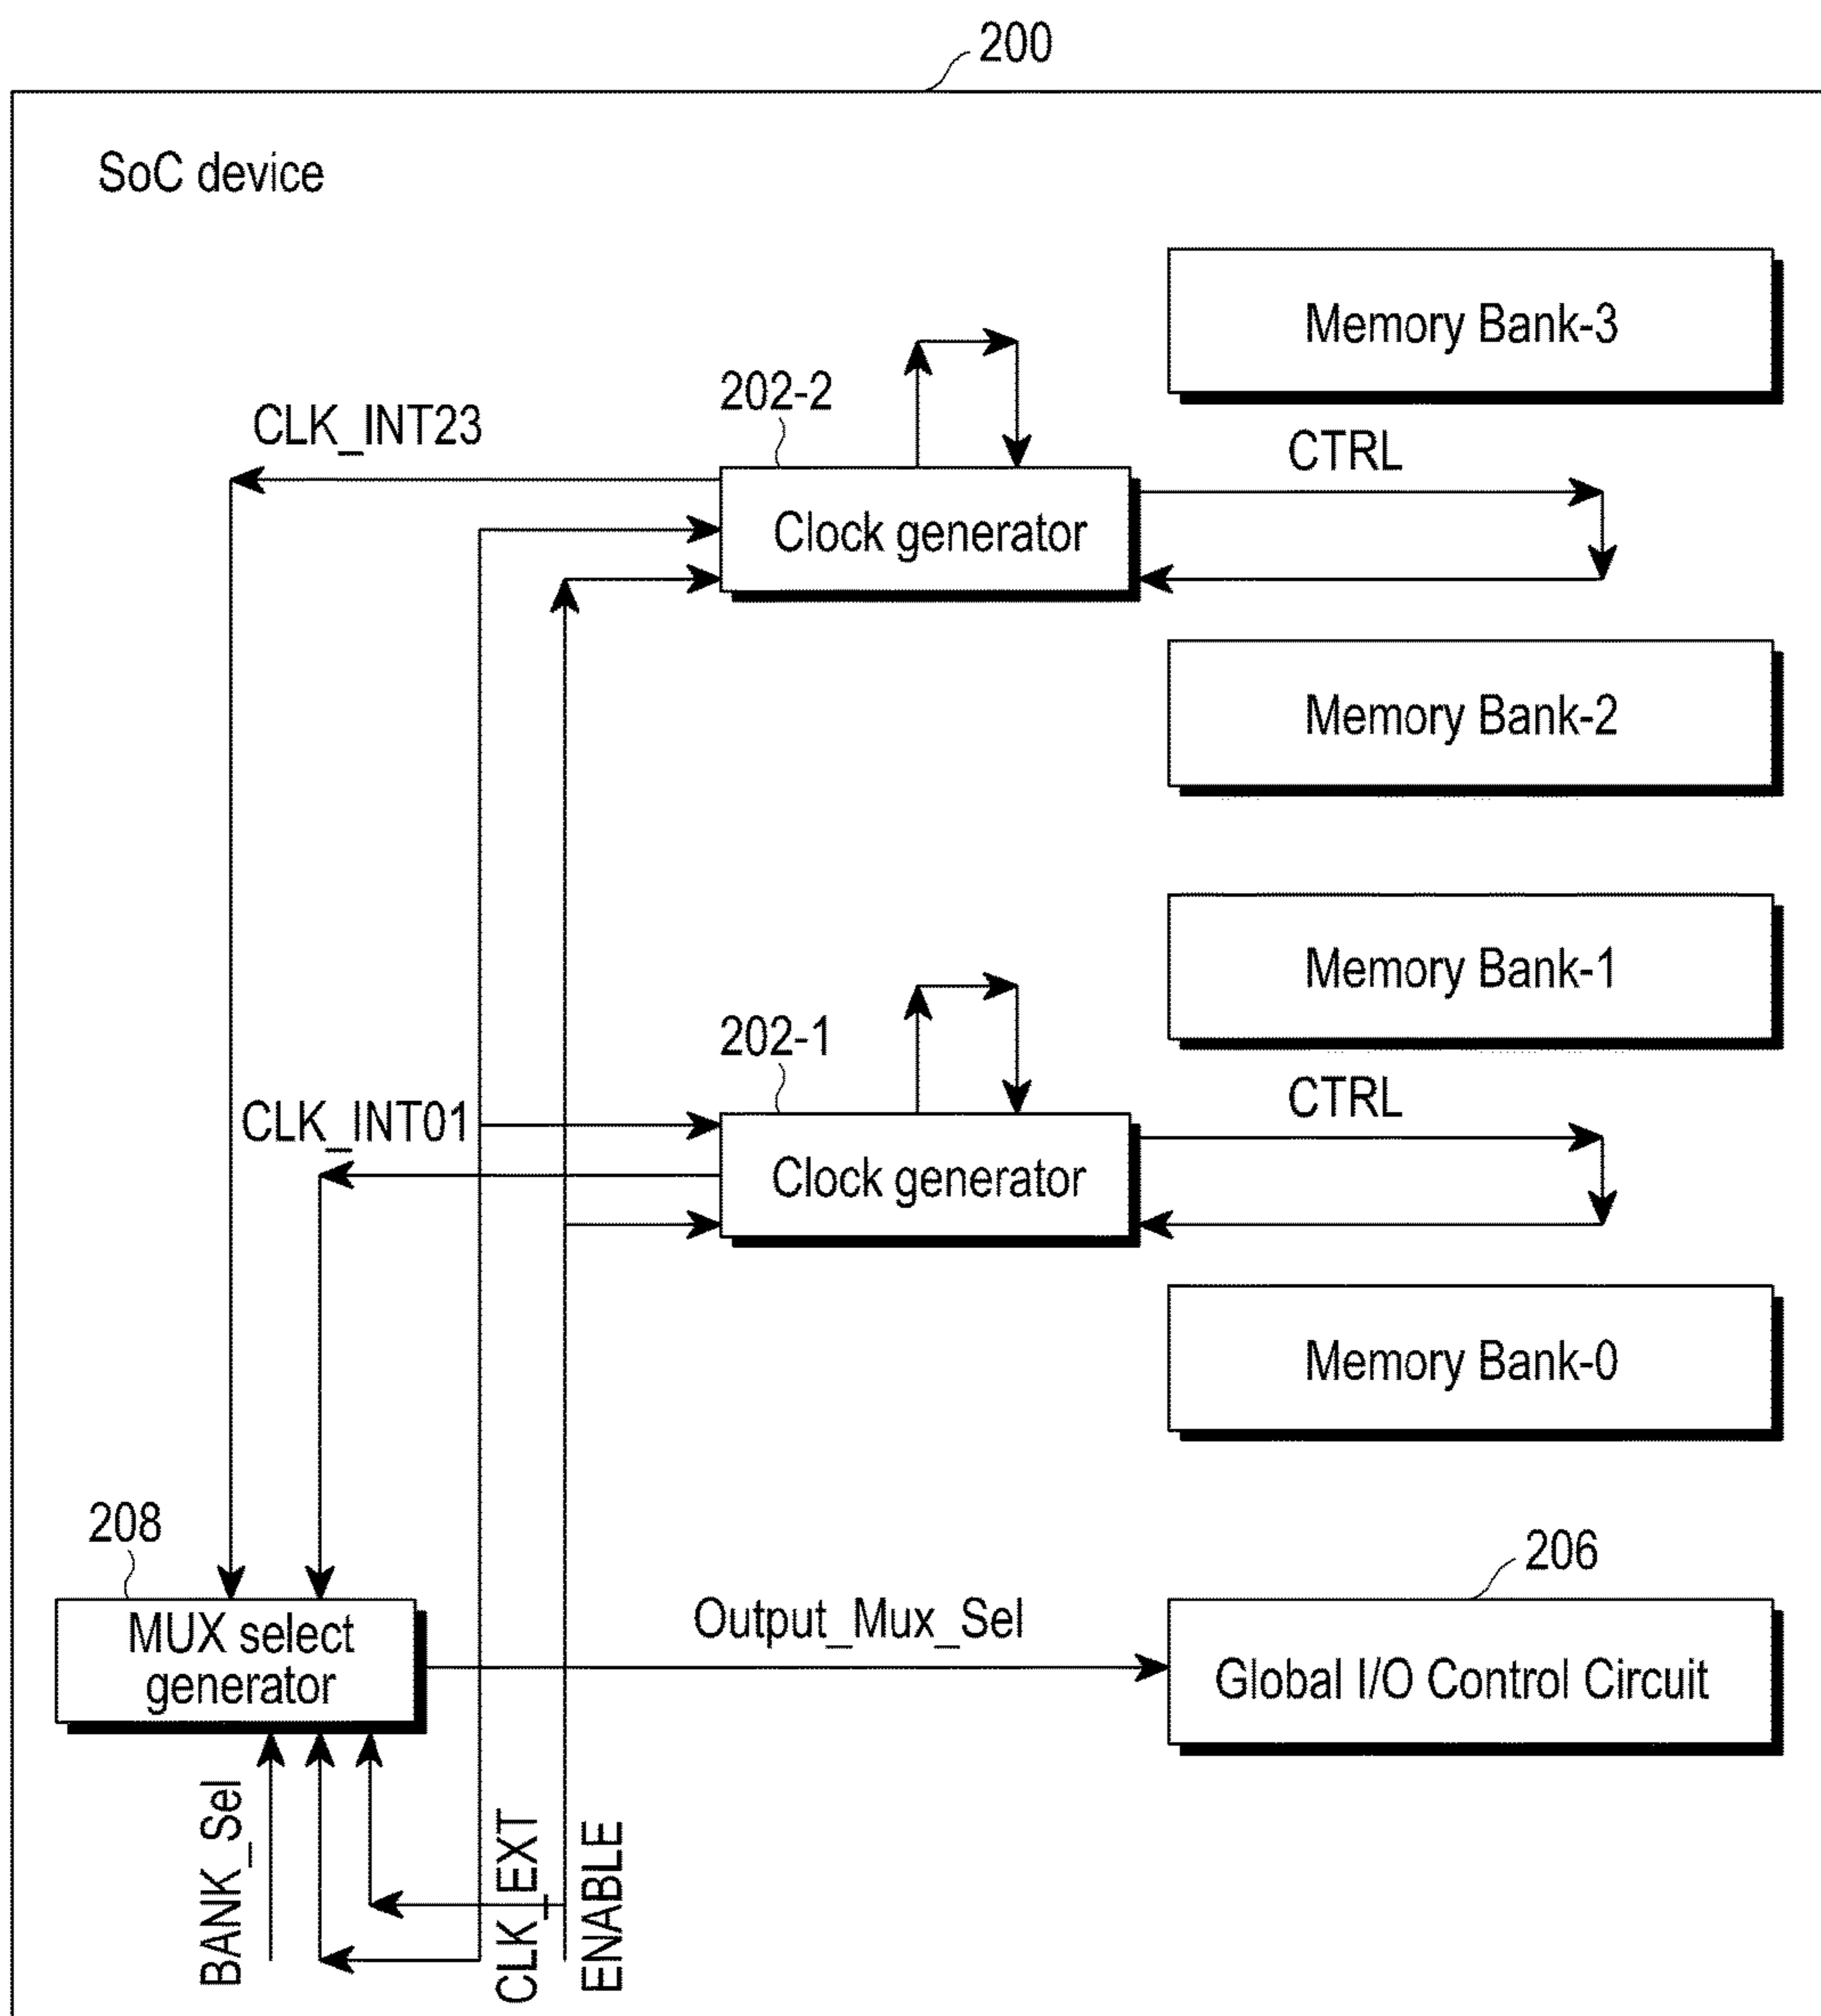 200
SoC device
Memory Bank-3
202-2
CLK_INT23
CTRL
Clock generator
Memory Bank-2
Memory Bank-1
202-1
CLK_INT01
CTRL
Clock generator
Memory Bank-0
208
206
MUX select
generator
Output_Mux_Sel
Global I/O Control Circuit
BANK_Sel
CLK_EXT
ENABLE